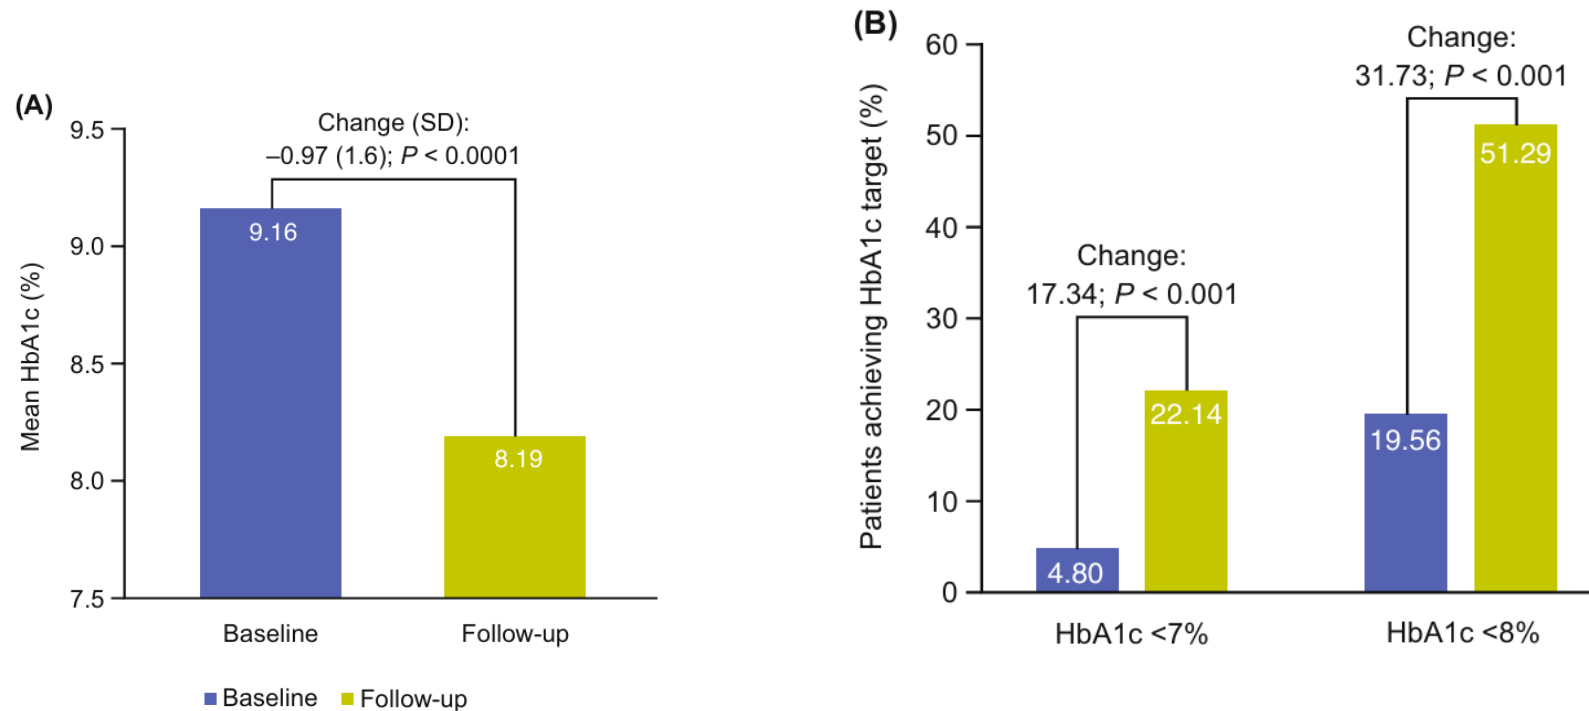 (A)
Change (SD):
–0.97 (1.6); P < 0.0001
Mean HbA1c (%)
9.5
9.0
8.5
8.0
7.5
9.16
8.19
Baseline
Follow-up
Baseline
Follow-up
(B)
Patients achieving HbA1c target (%)
60
50
40
30
20
10
0
Change:
17.34; P < 0.001
Change:
31.73; P < 0.001
4.80
22.14
19.56
51.29
HbA1c <7%
HbA1c <8%